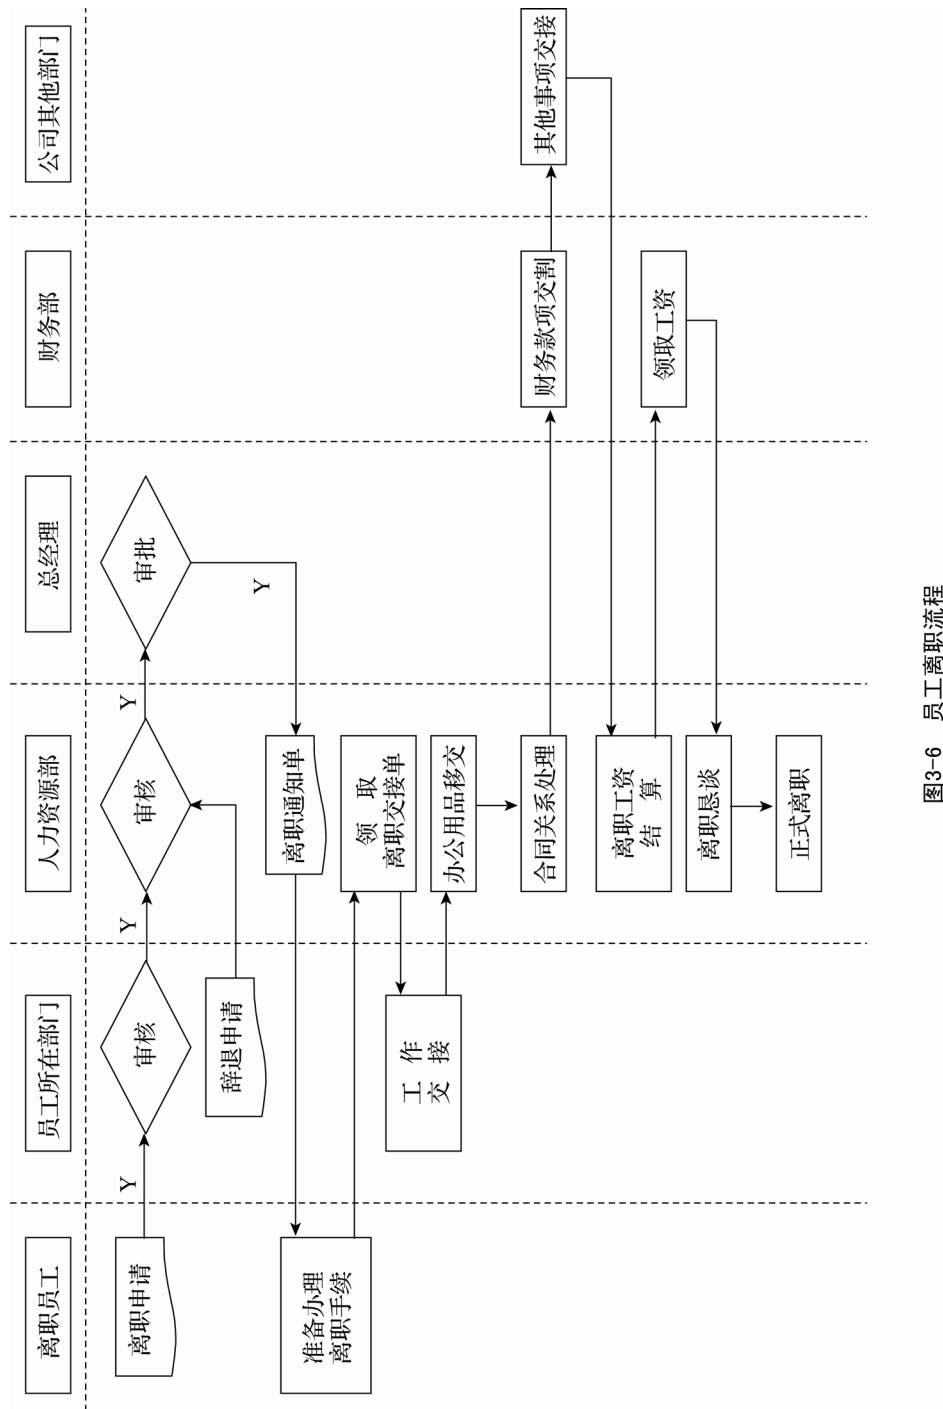 离职员工
员工所在部门
人力资源部
总经理
财务部
公司其他部门
离职申请
Y
审核
Y
审核
Y
审批
辞退申请
Y
离职通知单
准备办理
离职手续
领 取
离职交接单
工 作
交 接
办公用品移交
合同关系处理
财务款项交割
其他事项交接
离职工资
结 算
领取工资
离职恳谈
正式离职
图3-6 员工离职流程